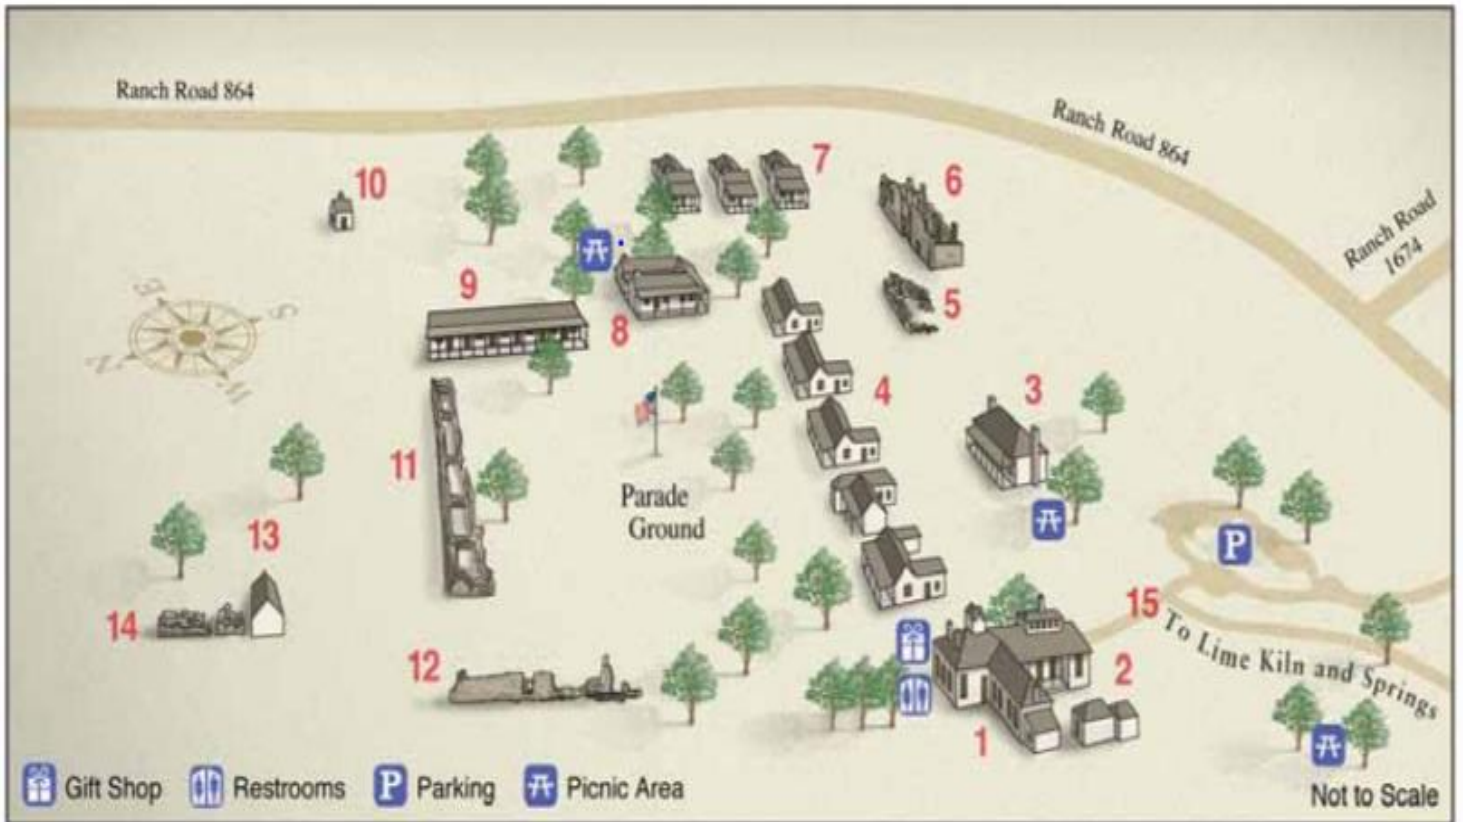 Ranch Road 864
Ranch Road 864
Ranch Road
1674
10
7
6
9
8
5
E
S
N
W
4
3
11
Parade
Ground
13
14
12
15
To Lime Kiln and Springs
2
1
P
Gift Shop
Restrooms
P
Parking
Picnic Area
Not to Scale